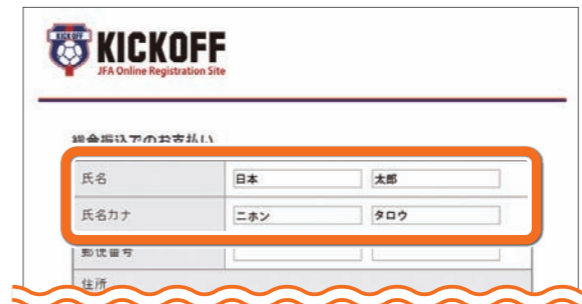 KICKOFF
KICKOFF
JFA Online Registration Site
総合振込でのお支払い
氏名 日本 太郎
氏名カナ ニホン タロウ
郵便番号
住所